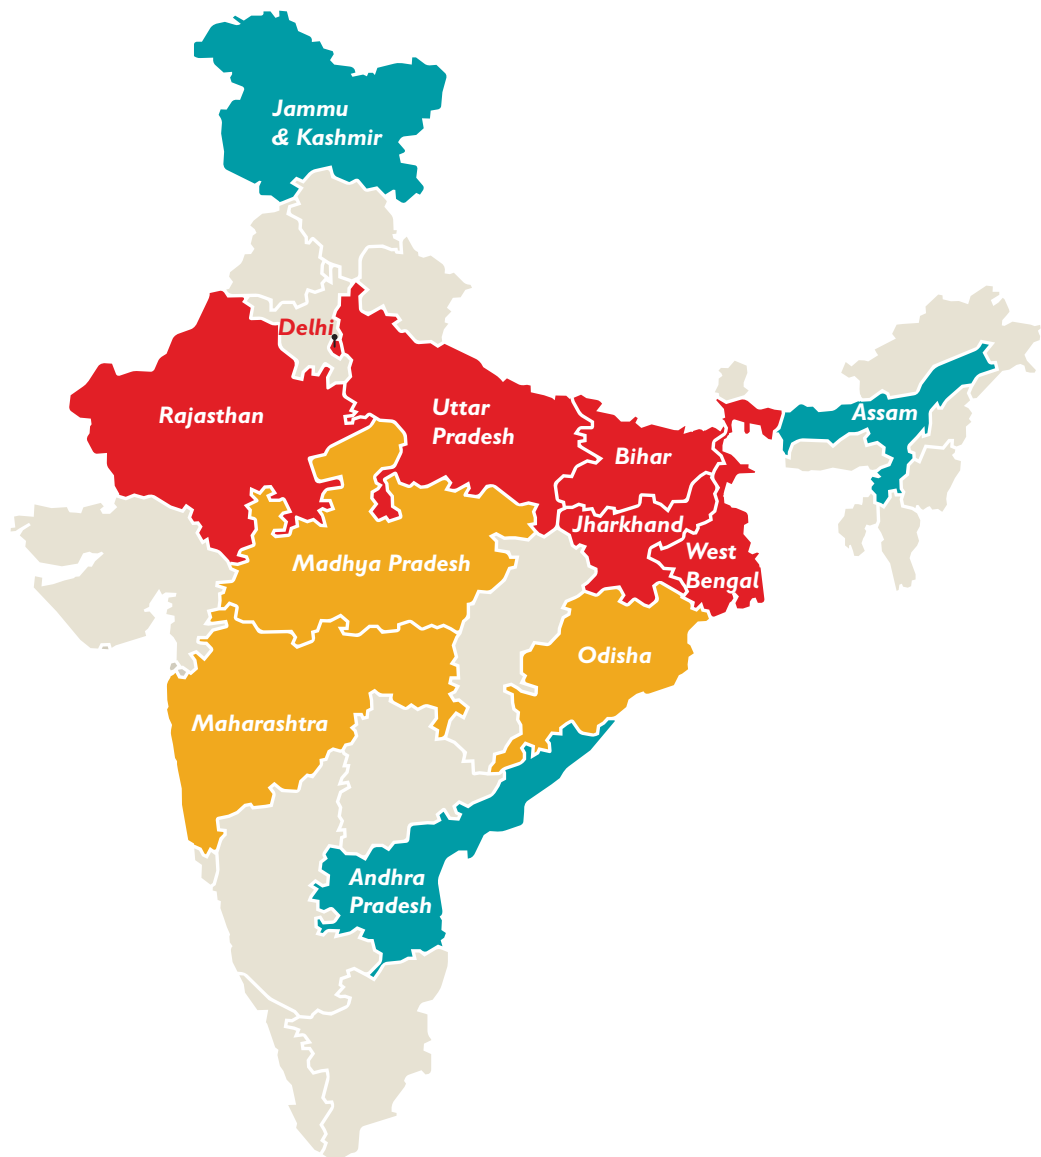 Jammu
& Kashmir
Delhi
Rajasthan
Uttar
Pradesh
Assam
Bihar
Jharkhand
West
Bengal
Madhya Pradesh
Odisha
Maharashtra
Andhra
Pradesh